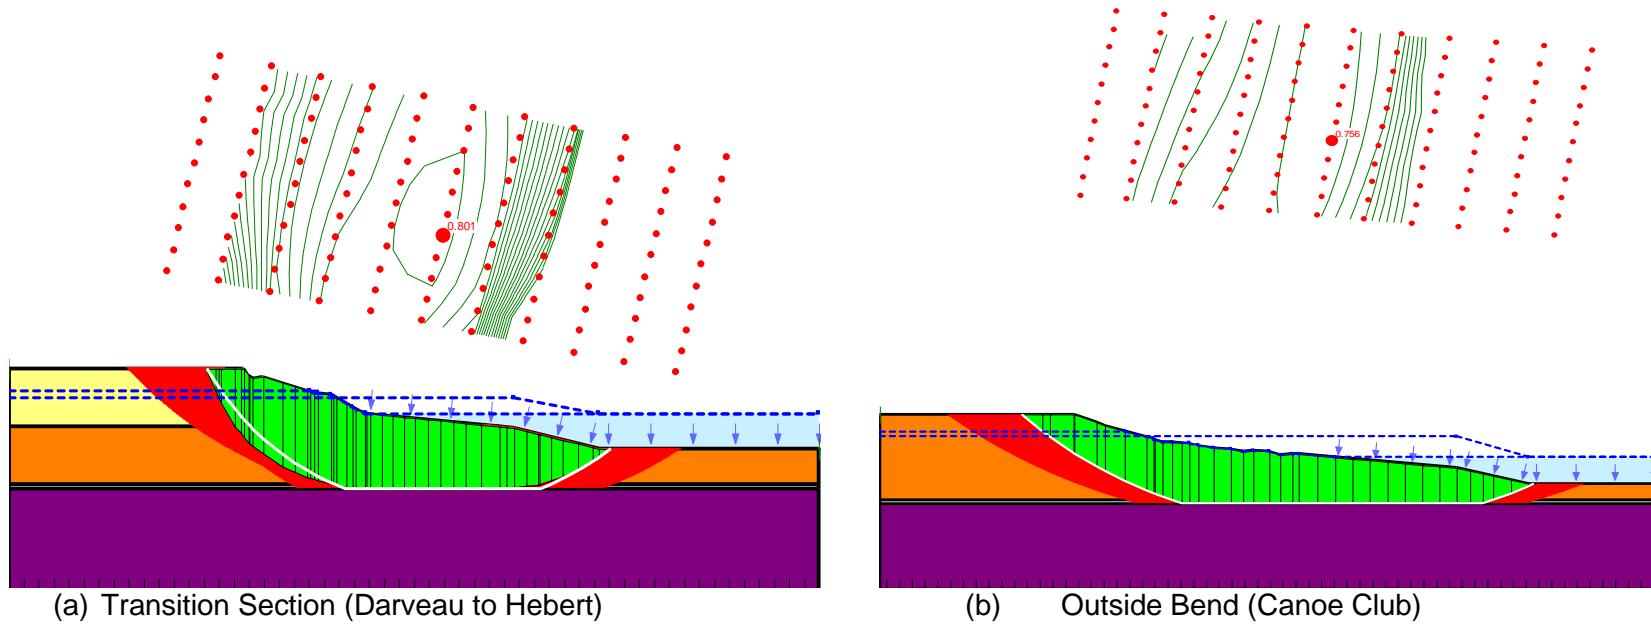 0.756
0.801
(a) Transition Section (Darveau to Hebert)
(b) Outside Bend (Canoe Club)